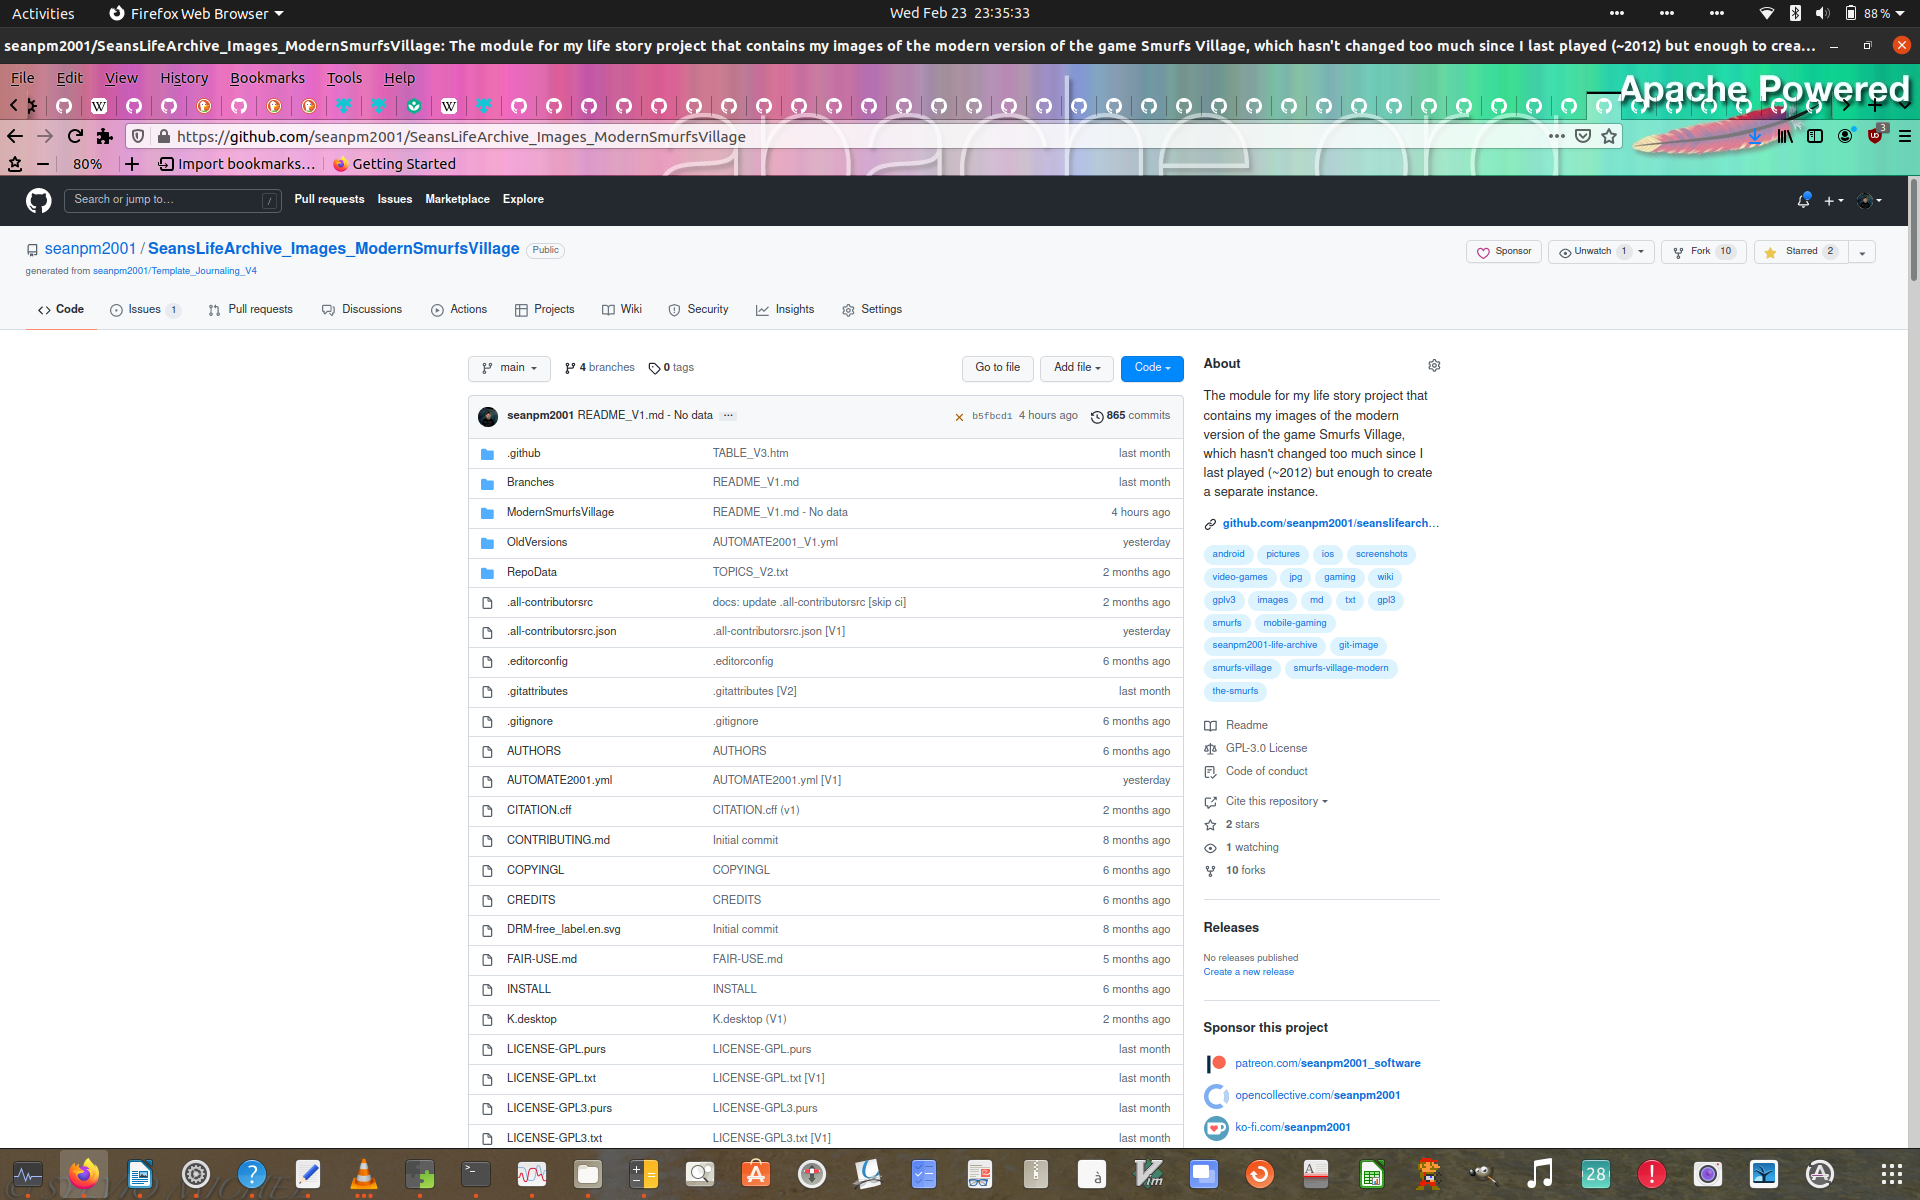 Activities Firefox Web Browser Wed Feb 23 23:35:33 88%
seanpm2001/SeansLifeArchive_Images_ModernSmurfsVillage: The module for my life story project that contains my images of the modern version of the game Smurfs Village, which hasn't changed too much since I last played (~2012) but enough to crea…
File Edit View History Bookmarks Tools Help
Apache Powered
https://github.com/seanpm2001/SeansLifeArchive_Images_ModernSmurfsVillage
3
80% Import bookmarks… Getting Started
Search or jump to… / Pull requests Issues Marketplace Explore
seanpm2001 / SeansLifeArchive_Images_ModernSmurfsVillage Public
Sponsor Unwatch 1 Fork 10 Starred 2
generated from seanpm2001/Template_Journaling_V4
Code Issues 1 Pull requests Discussions Actions Projects Wiki Security Insights Settings
main 4 branches 0 tags Go to file Add file Code
seanpm2001 README_V1.md - No data … b5fbcd1 4 hours ago 865 commits
.github TABLE_V3.htm last month
Branches README_V1.md last month
ModernSmurfsVillage README_V1.md - No data 4 hours ago
OldVersions AUTOMATE2001_V1.yml yesterday
RepoData TOPICS_V2.txt 2 months ago
.all-contributorsrc docs: update .all-contributorsrc [skip ci] 2 months ago
.all-contributorsrc.json .all-contributorsrc.json [V1] yesterday
.editorconfig .editorconfig 6 months ago
.gitattributes .gitattributes [V2] last month
.gitignore .gitignore 6 months ago
AUTHORS AUTHORS 6 months ago
AUTOMATE2001.yml AUTOMATE2001.yml [V1] yesterday
CITATION.cff CITATION.cff (v1) 2 months ago
CONTRIBUTING.md Initial commit 8 months ago
COPYINGL COPYINGL 6 months ago
CREDITS CREDITS 6 months ago
DRM-free_label.en.svg Initial commit 8 months ago
FAIR-USE.md FAIR-USE.md 5 months ago
INSTALL INSTALL 6 months ago
K.desktop K.desktop (V1) 2 months ago
LICENSE-GPL.purs LICENSE-GPL.purs last month
LICENSE-GPL.txt LICENSE-GPL.txt [V1] last month
LICENSE-GPL3.purs LICENSE-GPL3.purs last month
LICENSE-GPL3.txt LICENSE-GPL3.txt [V1] last month
About
The module for my life story project that
contains my images of the modern
version of the game Smurfs Village,
which hasn't changed too much since I
last played (~2012) but enough to create
a separate instance.
github.com/seanpm2001/seanslifearch…
android pictures ios screenshots
video-games jpg gaming wiki
gplv3 images md txt gpl3
smurfs mobile-gaming
seanpm2001-life-archive git-image
smurfs-village smurfs-village-modern
the-smurfs
Readme
GPL-3.0 License
Code of conduct
Cite this repository
2 stars
1 watching
10 forks
Releases
No releases published
Create a new release
Sponsor this project
patreon.com/seanpm2001_software
opencollective.com/seanpm2001
ko-fi.com/seanpm2001
28